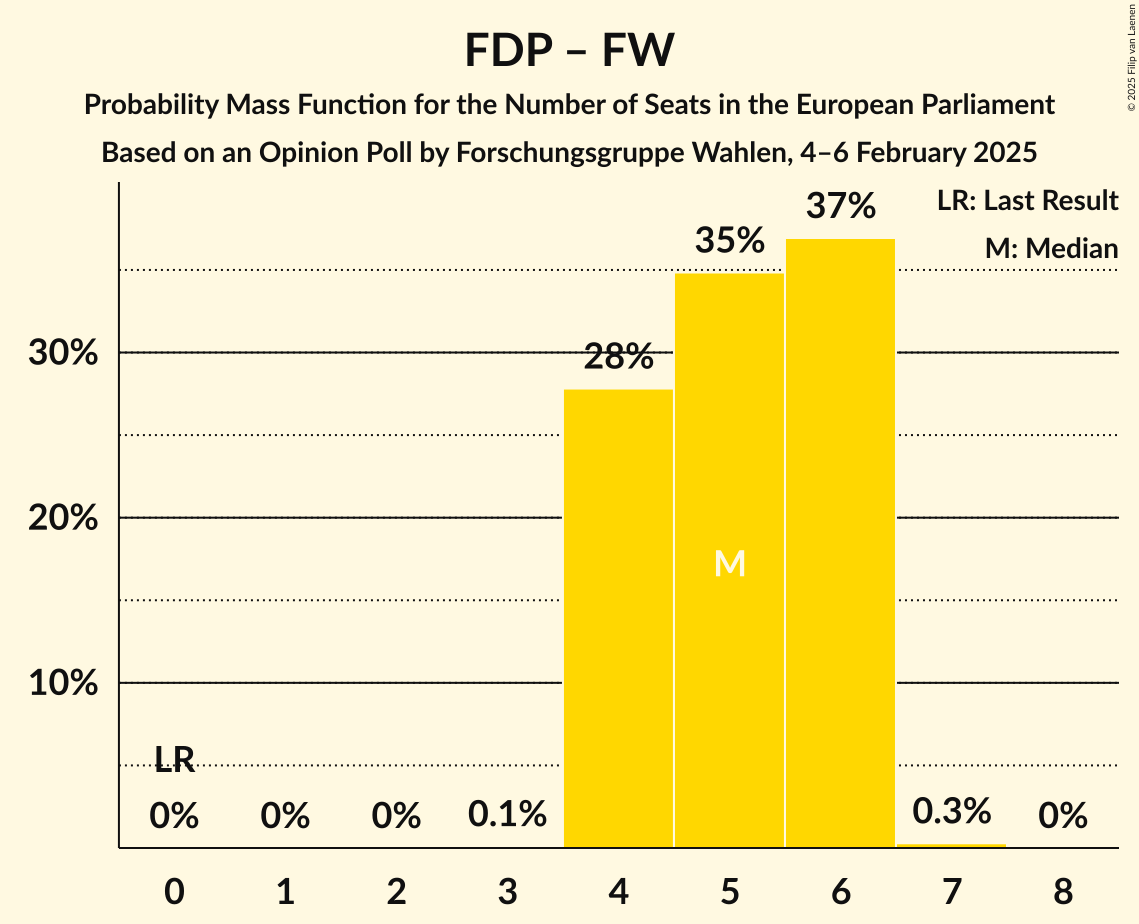 FDP – FW
Probability Mass Function for the Number of Seats in the European Parliament
Based on an Opinion Poll by Forschungsgruppe Wahlen, 4–6 February 2025
© 2025 Filip van Laenen
LR: Last Result
M: Median
37%
35%
28%
30%
20%
10%
M
LR
0%
0%
0%
0.1%
0.3%
0%
0 1 2 3 4 5 6 7 8